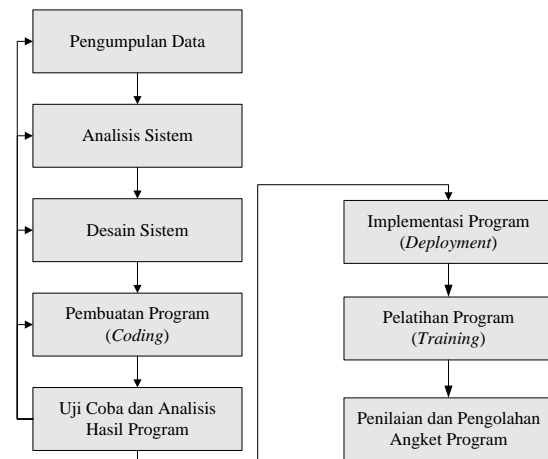 Pengumpulan Data
Analisis Sistem
Desain Sistem
Pembuatan Program
(Coding)
Uji Coba dan Analisis
Hasil Program
Implementasi Program
(Deployment)
Pelatihan Program
(Training)
Penilaian dan Pengolahan
Angket Program